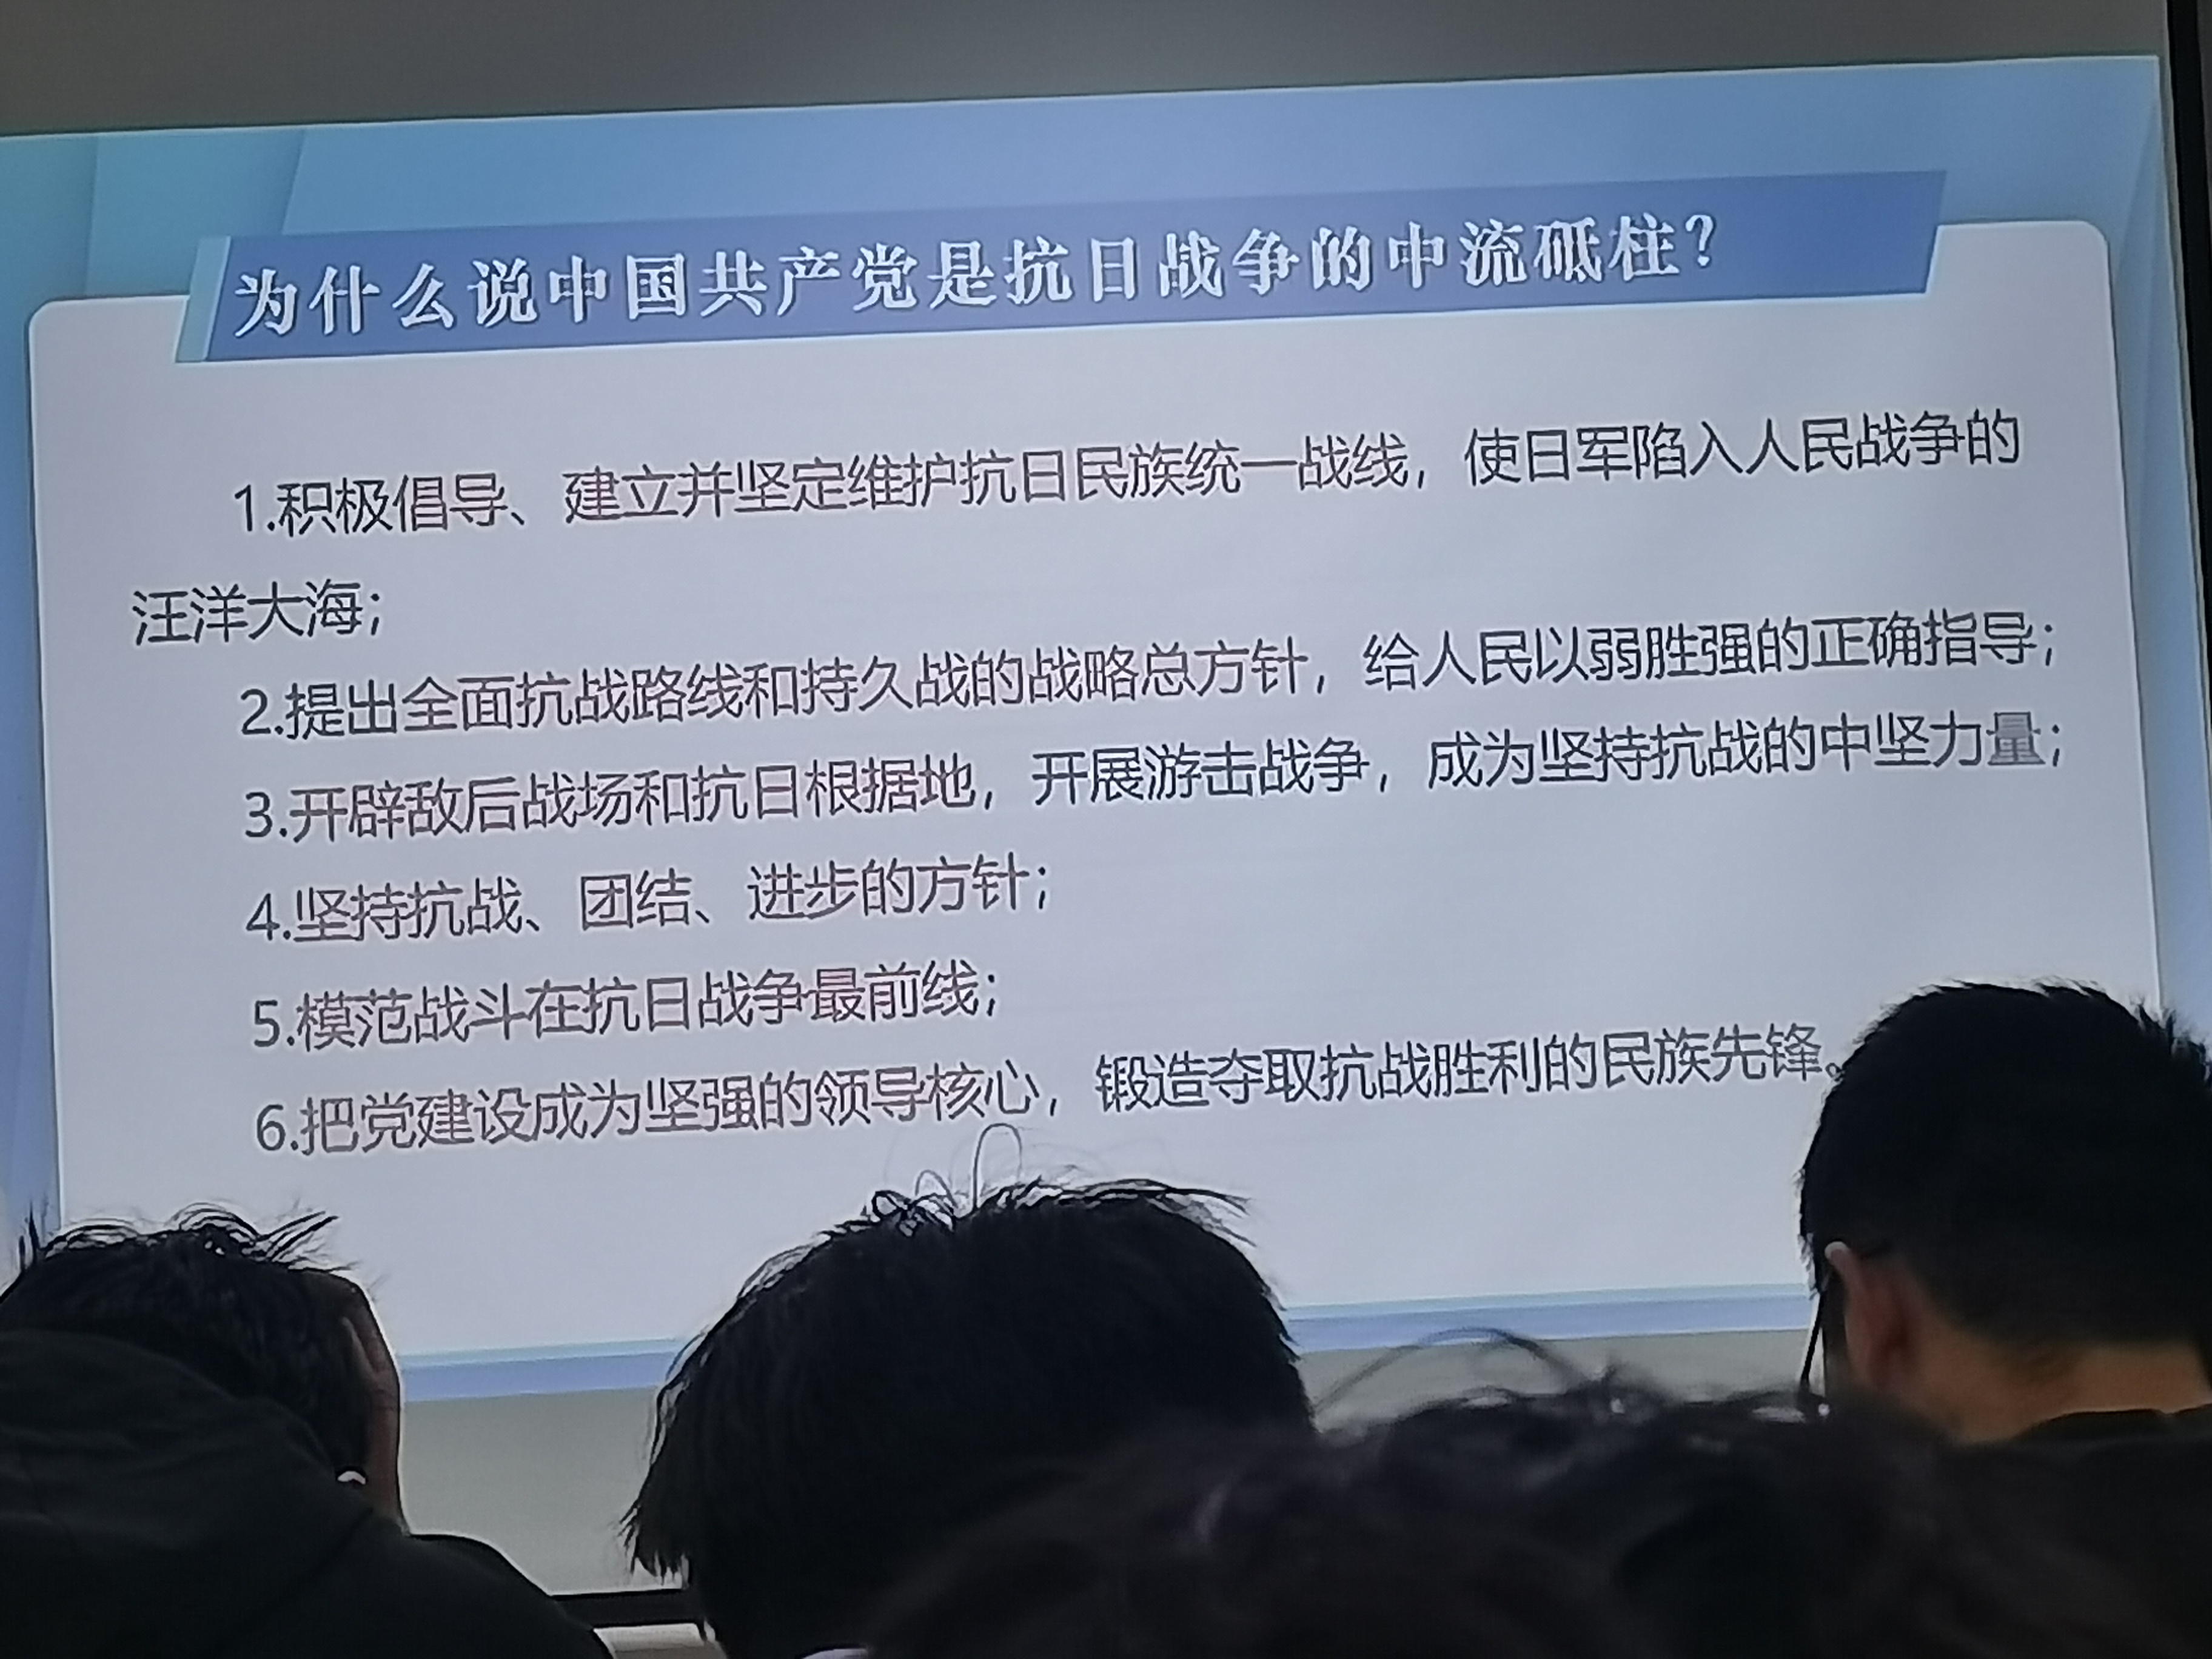 为什么说中国共产党是抗日战争的中流砥柱？
1.积极倡导、建立并坚定维护抗日民族统一战线，使日军陷入人民战争的
汪洋大海；
2.提出全面抗战路线和持久战的战略总方针，给人民以弱胜强的正确指导；
3.开辟敌后战场和抗日根据地，开展游击战争，成为坚持抗战的中坚力量；
4.坚持抗战、团结、进步的方针；
5.模范战斗在抗日战争最前线；
6.把党建设成为坚强的领导核心，锻造夺取抗战胜利的民族先锋。